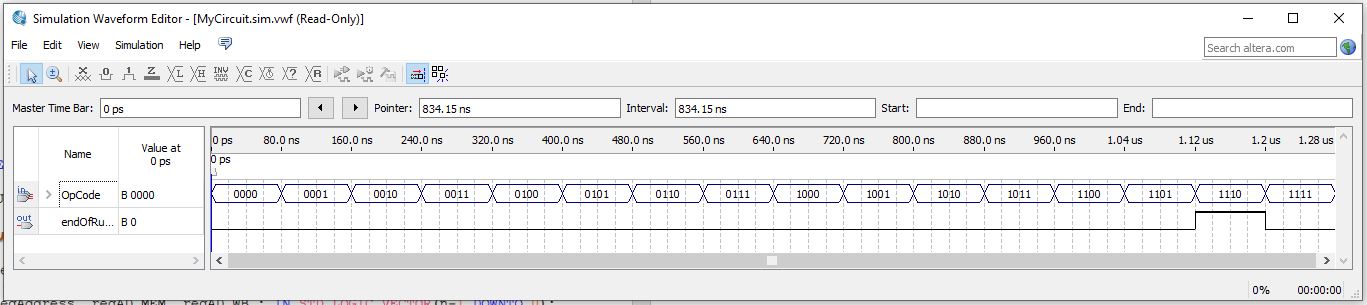 Simulation Waveform Editor - [MyCircuit.sim.vwf (Read-Only)]
File Edit View Simulation Help
Search altera.com
Master Time Bar: 0 ps Pointer: 834.15 ns Interval: 834.15 ns Start: End:
Name Value at 0 ps
0 ps 80.0 ns 160.0 ns 240.0 ns 320.0 ns 400.0 ns 480.0 ns 560.0 ns 640.0 ns 720.0 ns 800.0 ns 880.0 ns 960.0 ns 1.04 us 1.12 us 1.2 us 1.28 us
0 ps
in OpCode B 0000 0000 0001 0010 0011 0100 0101 0110 0111 1000 1001 1010 1011 1100 1101 1110 1111
out endOfRu... B 0
0% 00:00:00